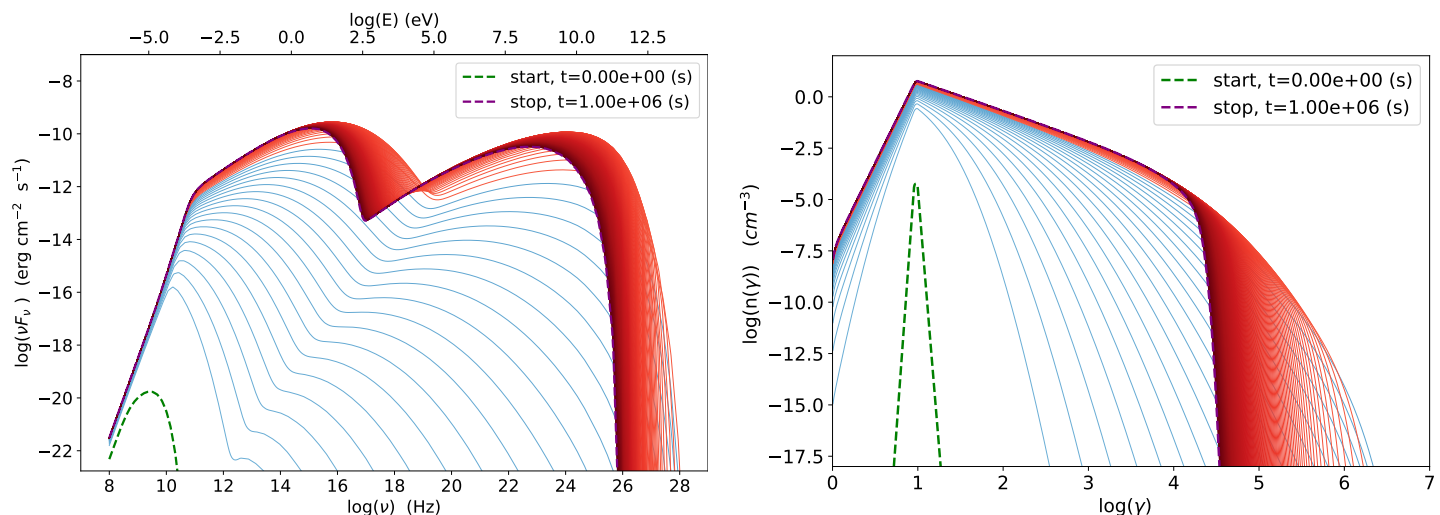 log(E) (eV)
−5.0 −2.5 0.0 2.5 5.0 7.5 10.0 12.5
start, t=0.00e+00 (s)
stop, t=1.00e+06 (s)
−8
−10
−12
−14
−16
−18
−20
−22
log(νFν) (erg cm⁻² s⁻¹)
8 10 12 14 16 18 20 22 24 26 28
log(ν) (Hz)
start, t=0.00e+00 (s)
stop, t=1.00e+06 (s)
0.0
−2.5
−5.0
−7.5
−10.0
−12.5
−15.0
−17.5
log(n(γ)) (cm⁻³)
0 1 2 3 4 5 6 7
log(γ)